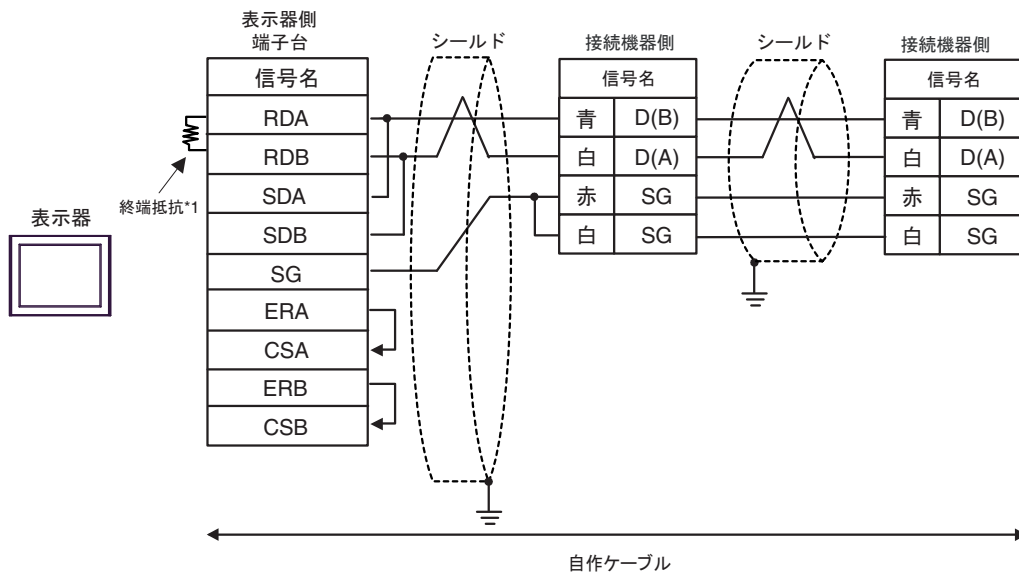 表示器側
端子台
信号名
RDA
RDB
SDA
SDB
SG
ERA
CSA
ERB
CSB
終端抵抗*1
表示器
シールド
接続機器側
信号名
青 D(B)
白 D(A)
赤 SG
白 SG
シールド
接続機器側
信号名
青 D(B)
白 D(A)
赤 SG
白 SG
自作ケーブル